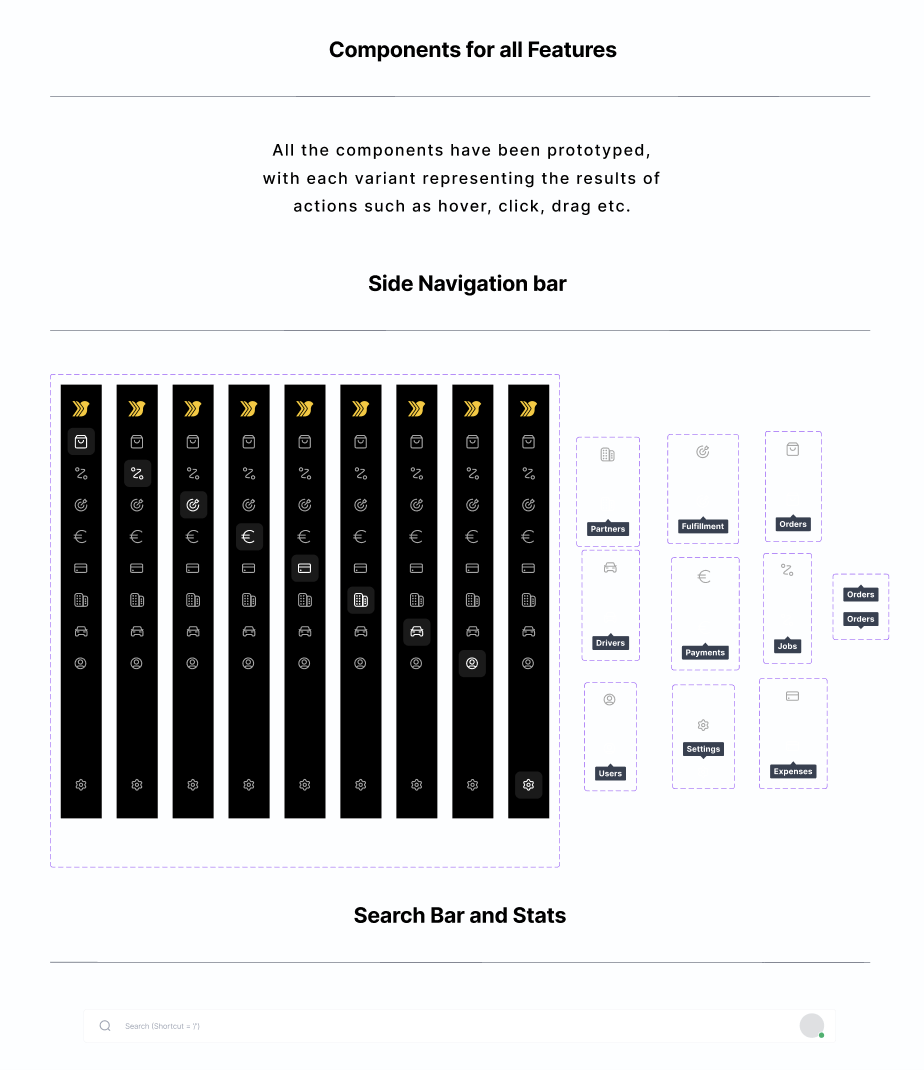 Components for all Features
All the components have been prototyped,
with each variant representing the results of
actions such as hover, click, drag etc.
Side Navigation bar
Partners
Fulfillment
Orders
Drivers
Payments
Jobs
Orders
Orders
Users
Settings
Expenses
Search Bar and Stats
Search (Shortcut = '/')